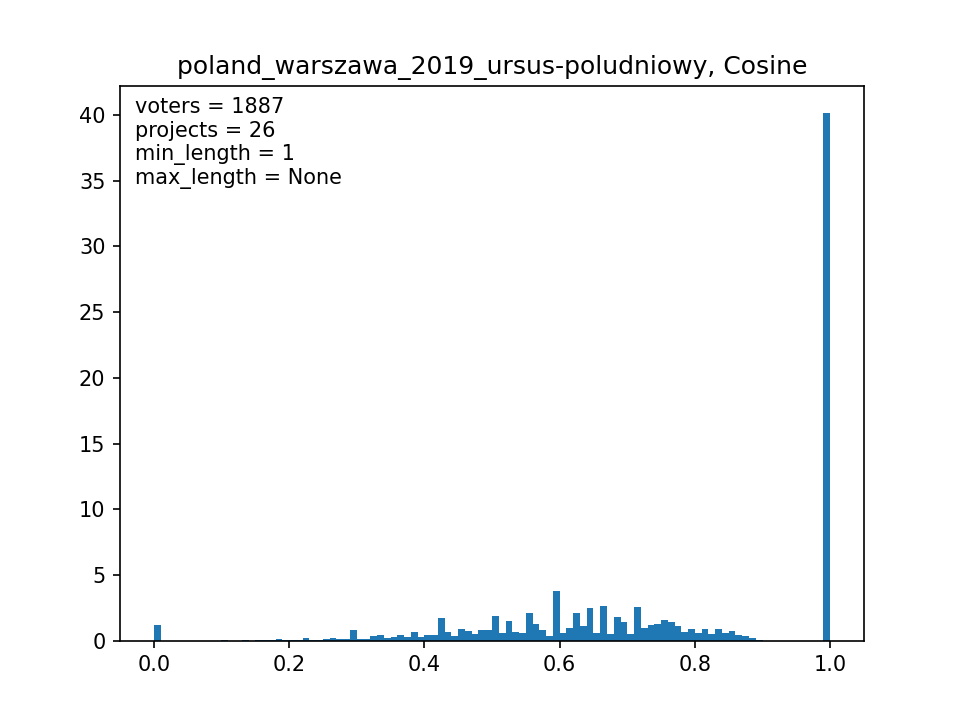 poland_warszawa_2019_ursus-poludniowy, Cosine
voters = 1887
projects = 26
min_length = 1
max_length = None
40
35
30
25
20
15
10
5
0
0.0 0.2 0.4 0.6 0.8 1.0